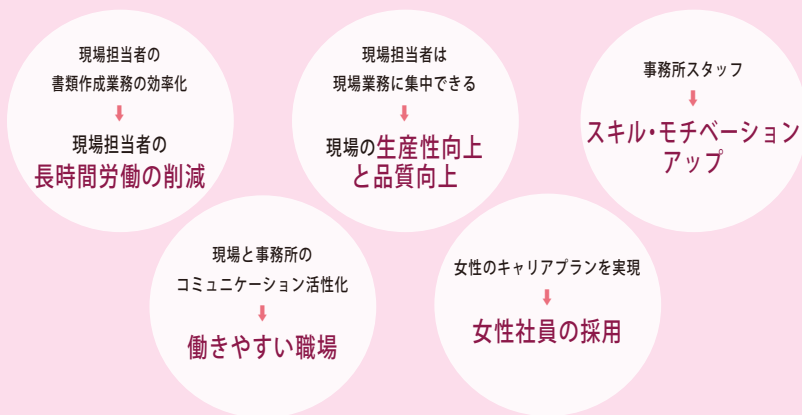 現場担当者の
書類作成業務の効率化
⬇
現場担当者の
長時間労働の削減
現場担当者は
現場業務に集中できる
⬇
現場の生産性向上
と品質向上
事務所スタッフ
⬇
スキル・モチベーション
アップ
現場と事務所の
コミュニケーション活性化
⬇
働きやすい職場
女性のキャリアプランを実現
⬇
女性社員の採用